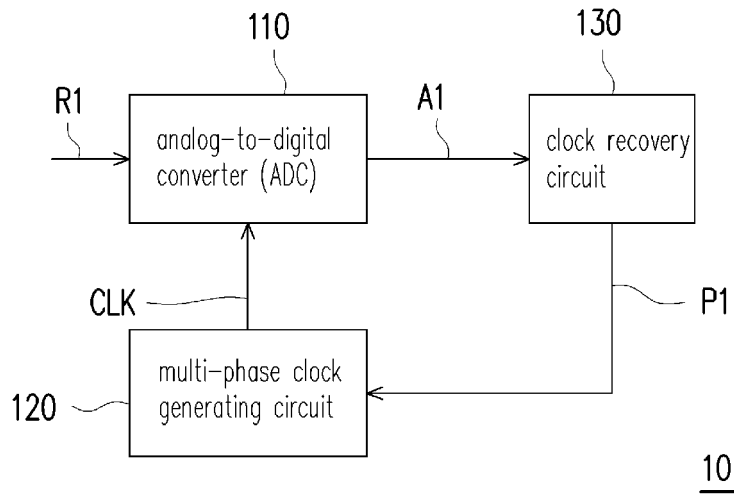 110
130
R1
A1
analog-to-digital
converter (ADC)
clock recovery
circuit
CLK
P1
multi-phase clock
generating circuit
120
10